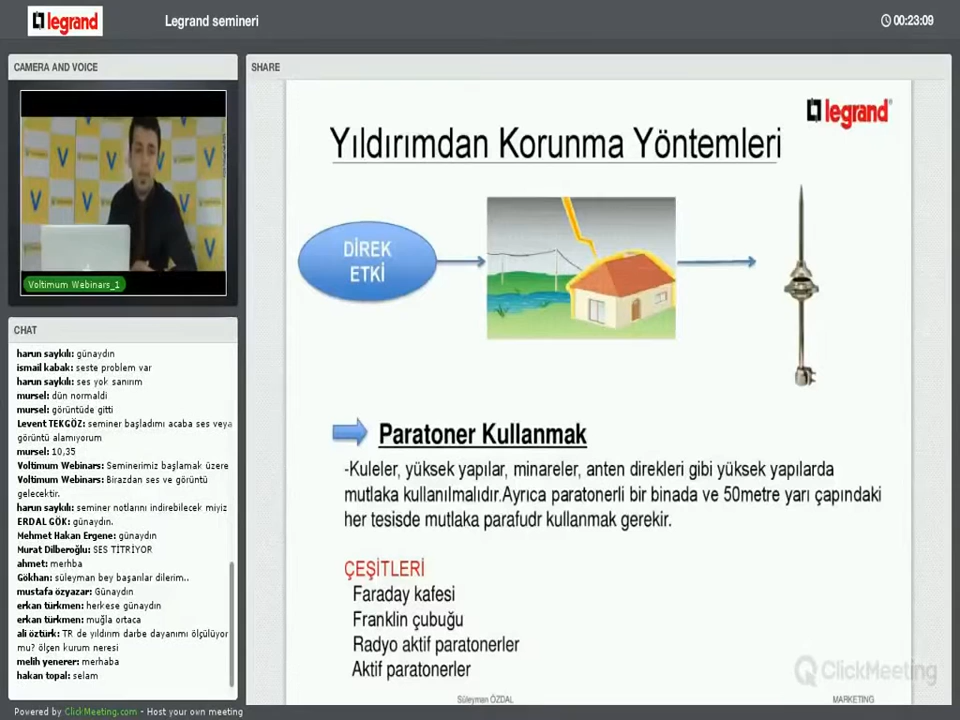 legrand
Legrand semineri
00:23:09
CAMERA AND VOICE
SHARE
Voltimum Webinars_1
CHAT
harun saykılı: günaydın
ismail kabak: seste problem var
harun saykılı: ses yok sanırım
mursel: dün normaldi
mursel: görüntüde gitti
Levent TEKGÖZ: seminer başladımı acaba ses veya
görüntü alamıyorum
mursel: 10,35
Voltimum Webinars: Seminerimiz başlamak üzere
Voltimum Webinars: Birazdan ses ve görüntü
gelecektir.
harun saykılı: seminer notlarını indirebilecek miyiz
ERDAL GÖK: günaydın.
Mehmet Hakan Ergene: günaydın
Murat Dilberoğlu: SES TİTRİYOR
ahmet: merhba
Gökhan: süleyman bey başarılar dilerim..
mustafa özyazar: Günaydın
erkan türkmen: herkese günaydın
erkan türkmen: muğla ortaca
ali öztürk: TR de yıldırım darbe dayanımı ölçülüyor
mu? ölçen kurum neresi
melih yenerer: merhaba
hakan topal: selam
legrand®
Yıldırımdan Korunma Yöntemleri
DİREK
ETKİ
Paratoner Kullanmak
-Kuleler, yüksek yapılar, minareler, anten direkleri gibi yüksek yapılarda
mutlaka kullanılmalıdır.Ayrıca paratonerli bir binada ve 50metre yarı çapındaki
her tesisde mutlaka parafudr kullanmak gerekir.
ÇEŞİTLERİ
Faraday kafesi
Franklin çubuğu
Radyo aktif paratonerler
Aktif paratonerler
ClickMeeting
Süleyman ÖZDAL
MARKETING
Powered by ClickMeeting.com - Host your own meeting